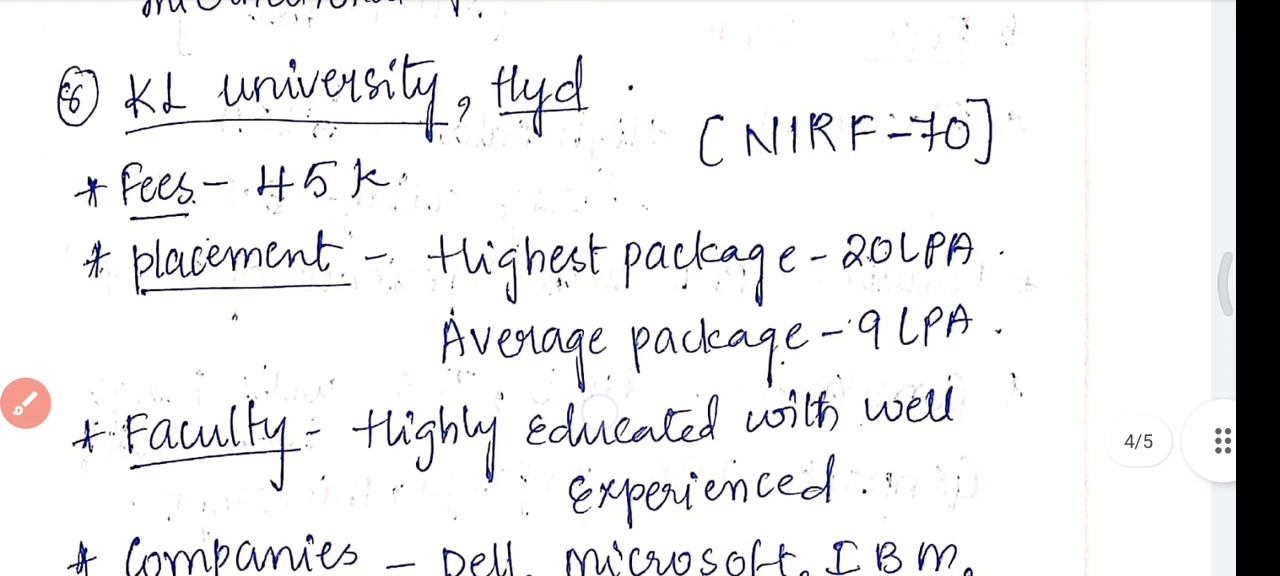 ⑧ KL university, Hyd.
[NIRF-70]
* Fees - 45k.
* placement - Highest package - 20LPA.
Average package - 9 LPA.
* Faculty - Highly Educated with well
Experienced.
* Companies - Dell, microsoft, IBM,
4/5